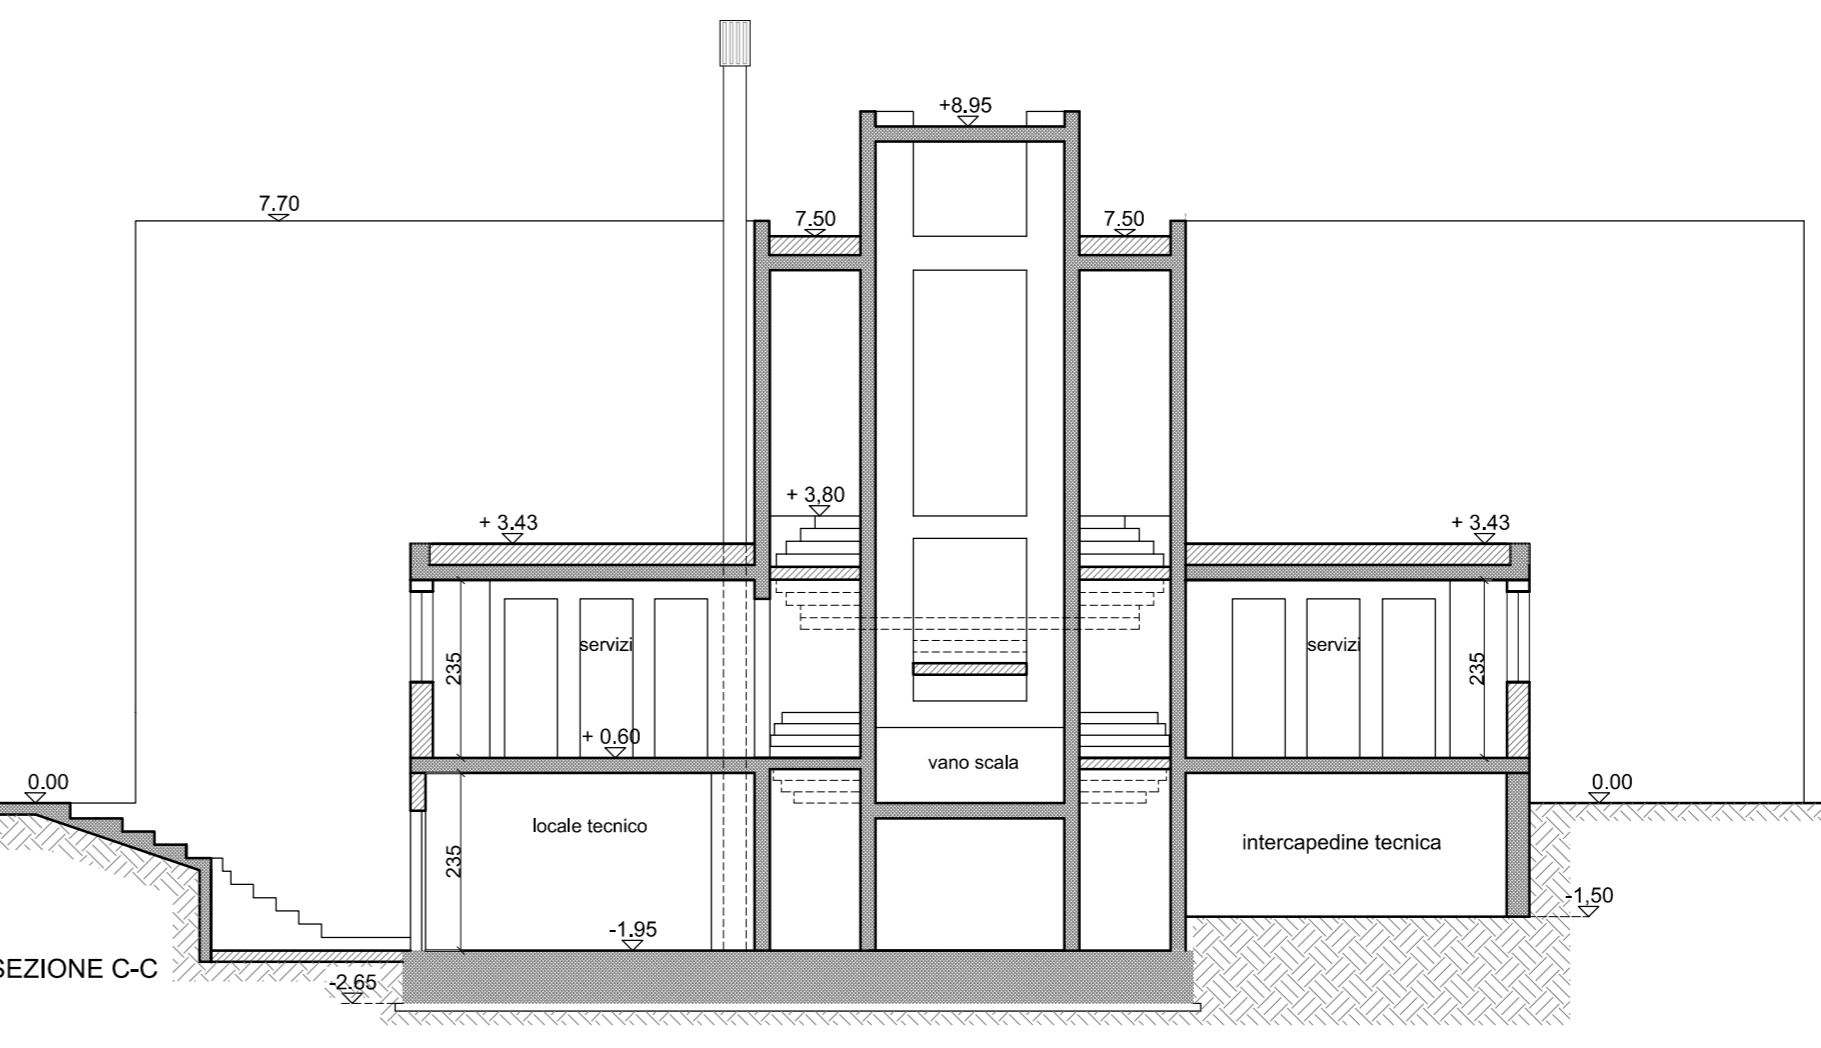 +8.95
7.70
7.50
7.50
+ 3,80
+ 3.43
+ 3.43
servizi
servizi
235
235
+ 0.60
vano scala
0.00
0.00
locale tecnico
intercapedine tecnica
235
-1,50
-1.95
SEZIONE C-C
-2.65